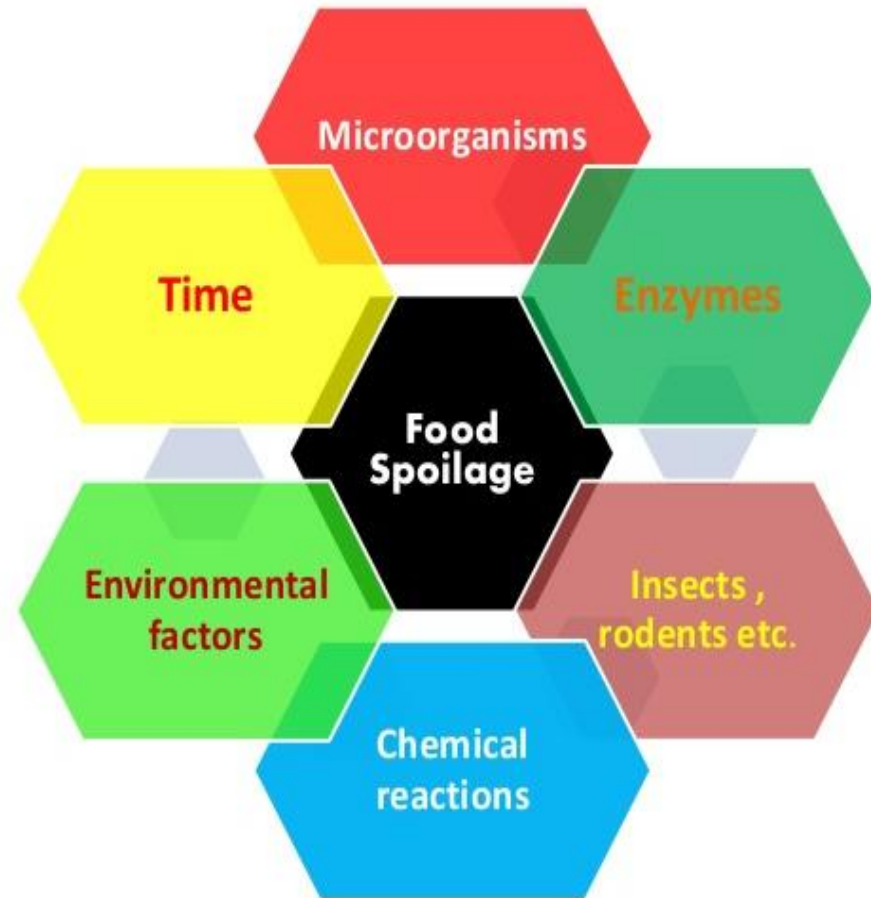 Microorganisms
Time
Enzymes
Food
Spoilage
Environmental
factors
Insects ,
rodents etc.
Chemical
reactions